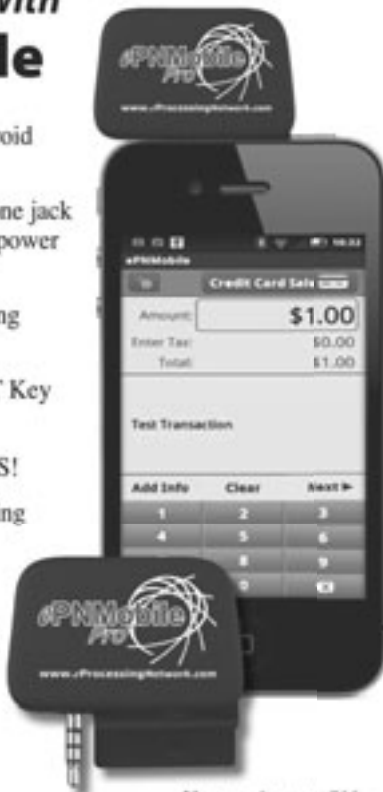 with
le
ePNMobile
Pro
www.eProcessingNetwork.com
oid
ne jack
power
10:32
ePNMobile
Credit Card Sale
ng
Amount: $1.00
Enter Tax: $0.00
Total: $1.00
Key
Test Transaction
S!
Add Info Clear Next
ng
1 2 3
4 5 6
8 9
0
ePNMobile
Pro
www.eProcessingNetwork.com